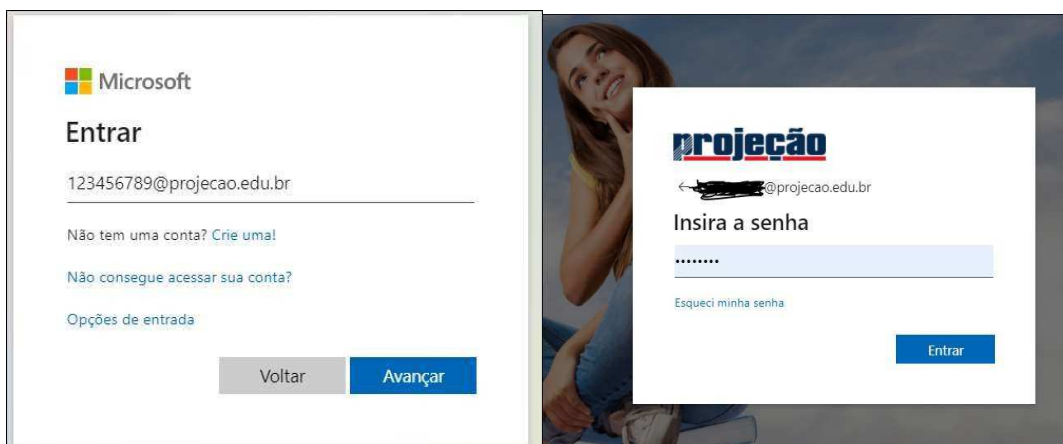 Microsoft
Entrar
123456789@projecao.edu.br
Não tem uma conta? Crie uma!
Não consegue acessar sua conta?
Opções de entrada
Voltar
Avançar
projeção
@projecao.edu.br
Insira a senha
Esqueci minha senha
Entrar